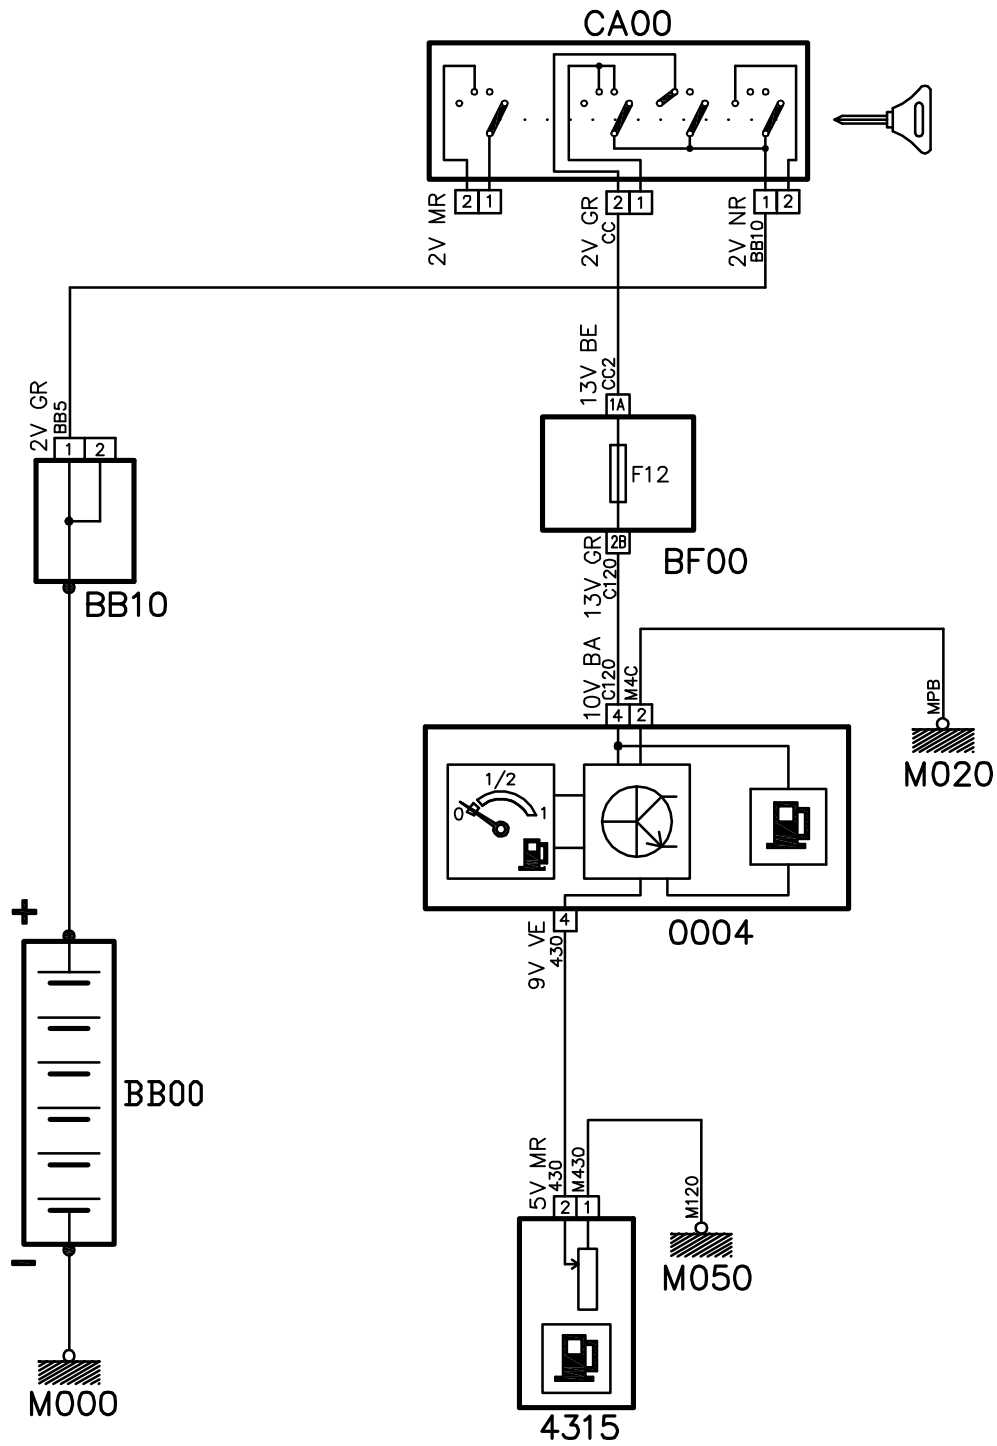 CA00
2 1
2 1
1 2
2V MR
2V GR
CC
2V NR
BB10
13V BE
CC2
1A
F12
2B
BF00
13V GR
C120
2V GR
BB5
1 2
BB10
10V BA
C120
M4C
4 2
MPB
M020
0 1/2 1
0004
4
9V VE
430
+
BB00
-
M000
5V MR
430
M430
2 1
M120
M050
4315